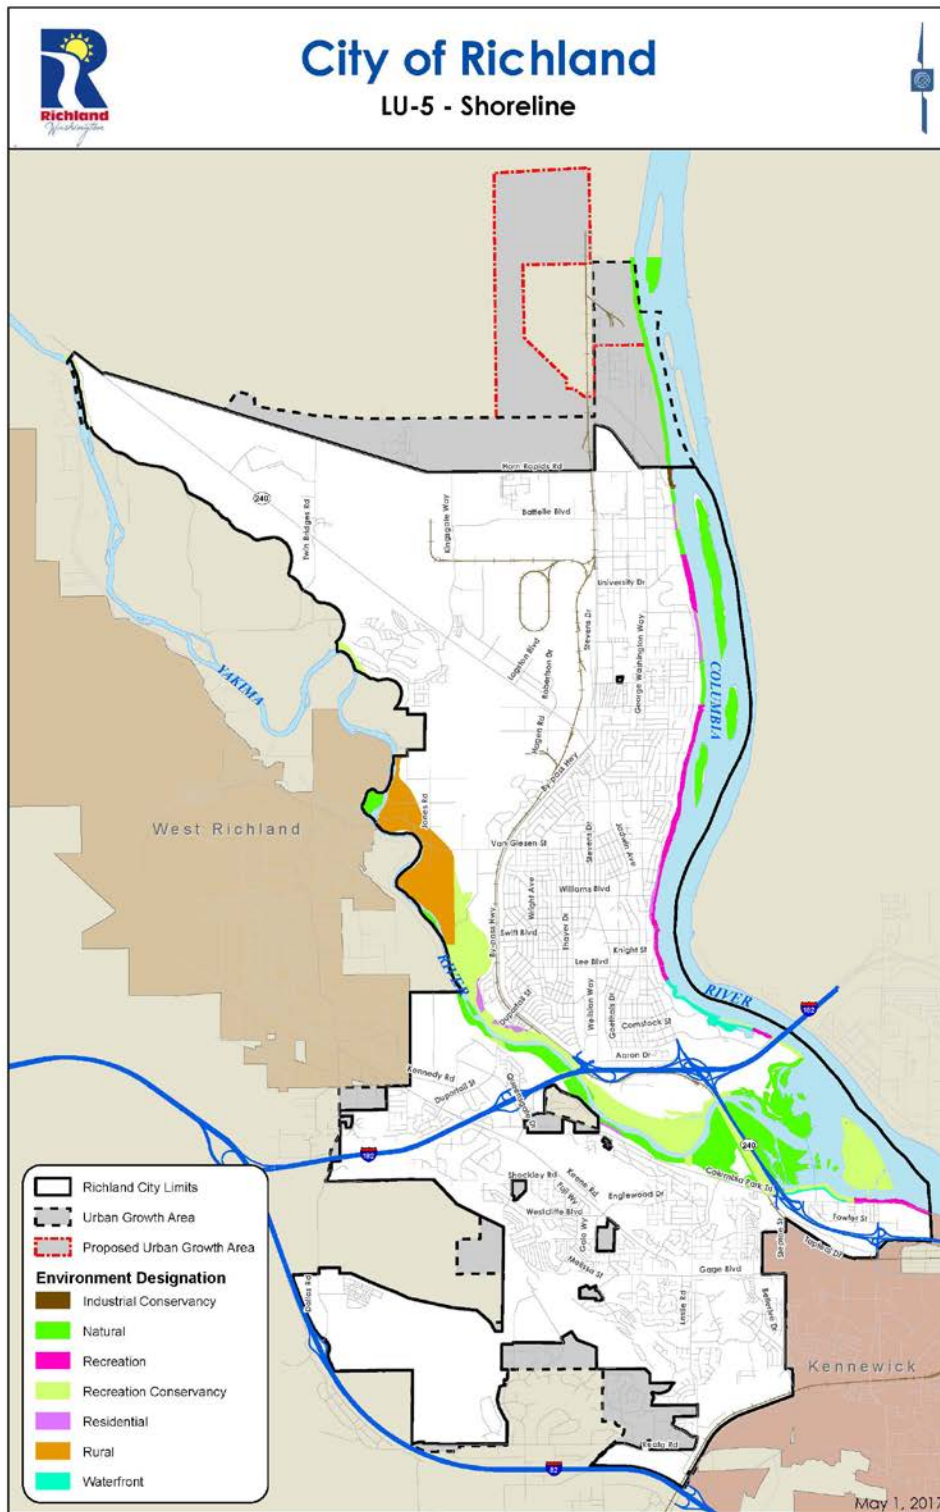 City of Richland
LU-5 - Shoreline
Richland
Washington
Horn Rapids Rd
240
Battelle Blvd
Twin Bridges Rd
Kingsgate Way
University Dr
Stevens Dr
George Washington Way
Logston Blvd
Robertson Dr
Hagen Rd
YAKIMA
COLUMBIA
By-pass Hwy
Jones Rd
West Richland
Van Giesen St
Stevens Dr
Jadwin Ave
Williams Blvd
Wright Ave
By-pass Hwy
Swift Blvd
Thayer Dr
Knight St
Lee Blvd
RIVER
RIVER
Duportail St
Wellsian Way
Goethals Dr
Comstock St
182
Aaron Dr
Kennedy Rd
Duportail St
Queensgate D
182
240
Columbia Park Trl
Shockley Rd
Keene Rd
Englewood Dr
Westcliffe Blvd
Gala Wy
Fowler St
Steptoe St
Tapteal Dr
Melissa St
Gage Blvd
Dallas Rd
Leslie Rd
Bellerive Dr
Kennewick
Reata Rd
82
Richland City Limits
Urban Growth Area
Proposed Urban Growth Area
Environment Designation
Industrial Conservancy
Natural
Recreation
Recreation Conservancy
Residential
Rural
Waterfront
May 1, 2017